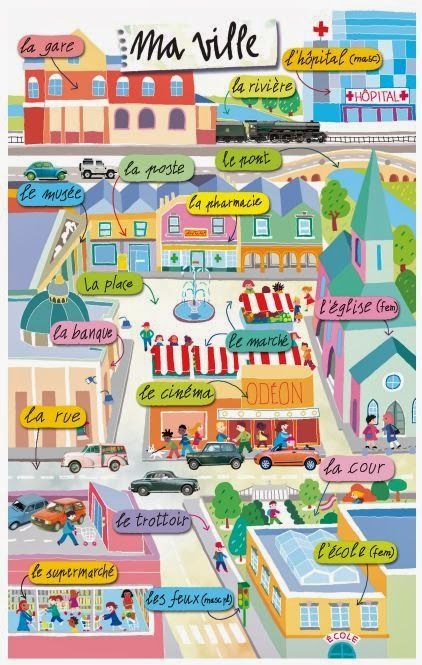 ma ville
la gare
l'hôpital (masc)
la rivière
HÔPITAL
le pont
la poste
le musée
la pharmacie
la place
l'église (fem)
la banque
le marché
le cinéma
ODÉON
la rue
la cour
le trottoir
l'école (fem)
le supermarché
les feux (masc pl)
ÉCOLE